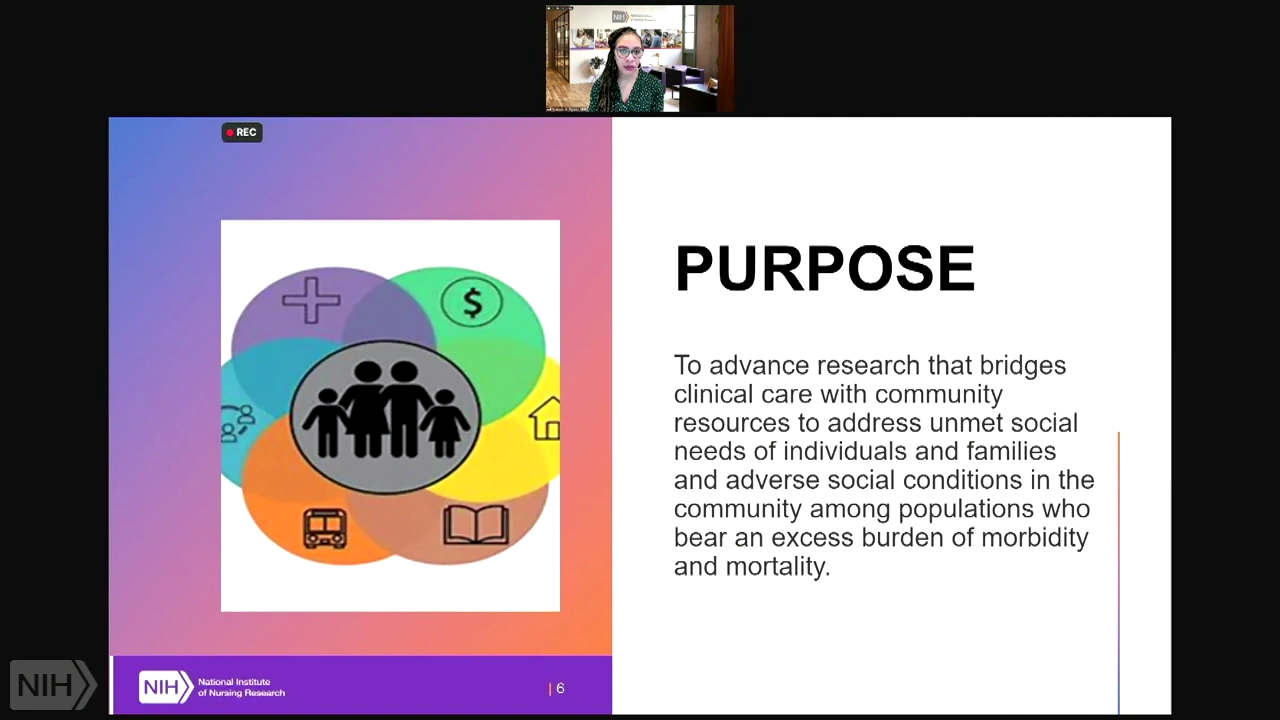 NIH
REC
$
PURPOSE
To advance research that bridges
clinical care with community
resources to address unmet social
needs of individuals and families
and adverse social conditions in the
community among populations who
bear an excess burden of morbidity
and mortality.
NIH
National Institute
of Nursing Research
| 6
NIH